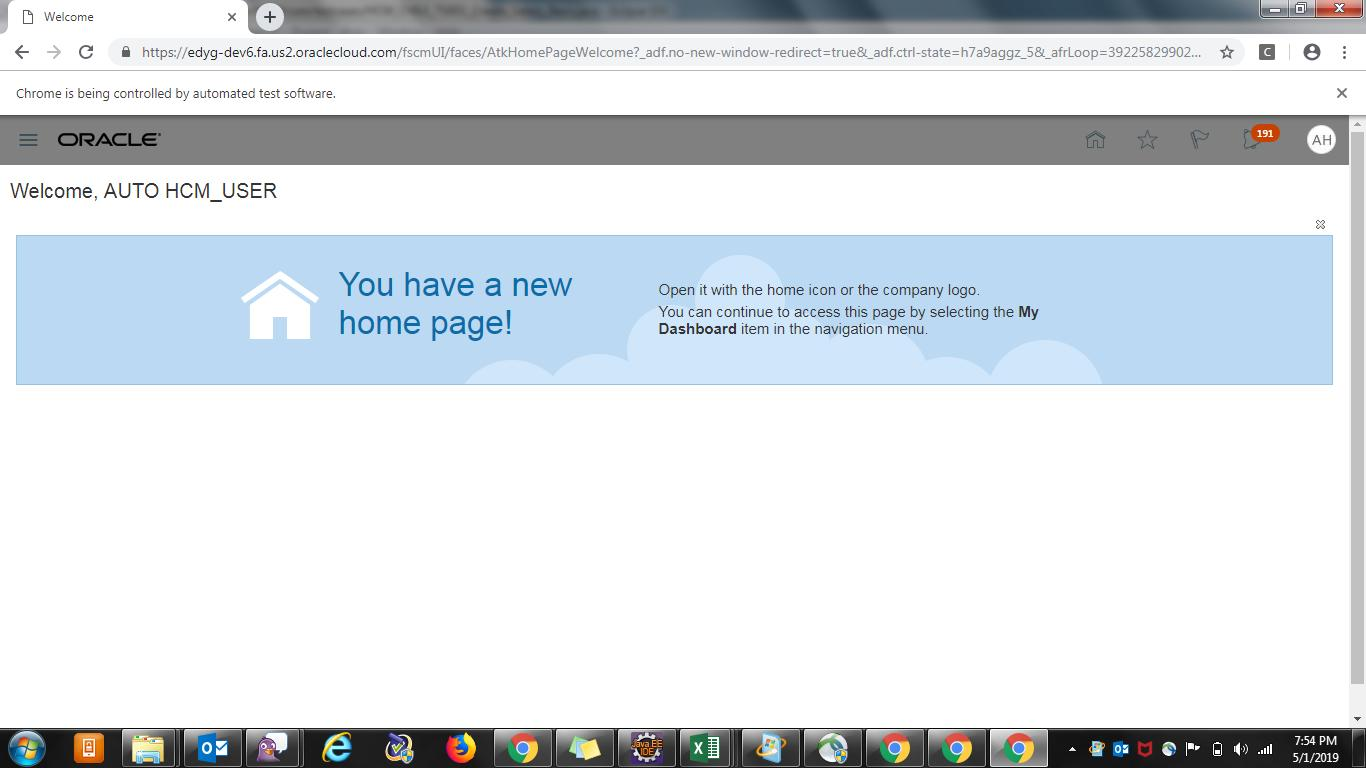 Welcome
https://edyg-dev6.fa.us2.oraclecloud.com/fscmUI/faces/AtkHomePageWelcome?_adf.no-new-window-redirect=true&_adf.ctrl-state=h7a9aggz_5&_afrLoop=39225829902...
C
Chrome is being controlled by automated test software.
ORACLE
191
AH
Welcome, AUTO HCM_USER
You have a new
home page!
Open it with the home icon or the company logo.
You can continue to access this page by selecting the My
Dashboard item in the navigation menu.
Java EE
IDE
7:54 PM
5/1/2019